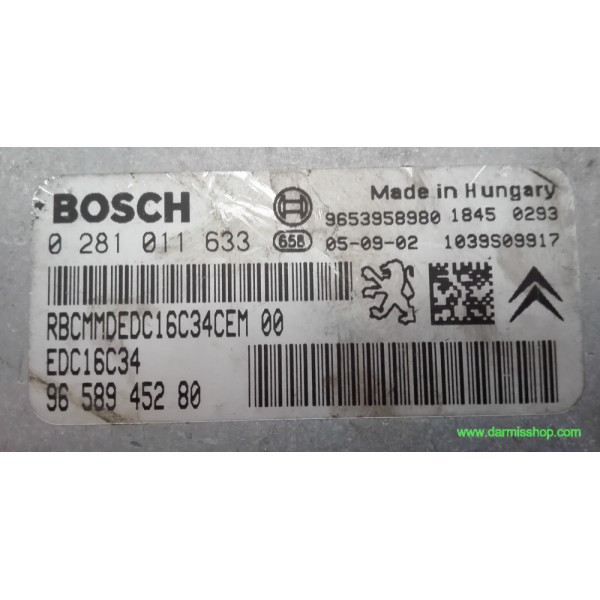 BOSCH
Made in Hungary
9653958980 1845 0293
0 281 011 633 658 05-09-02 1039S09917
RBCMMDEDC16C34CEM 00
EDC16C34
96 589 452 80
www.darmisshop.com